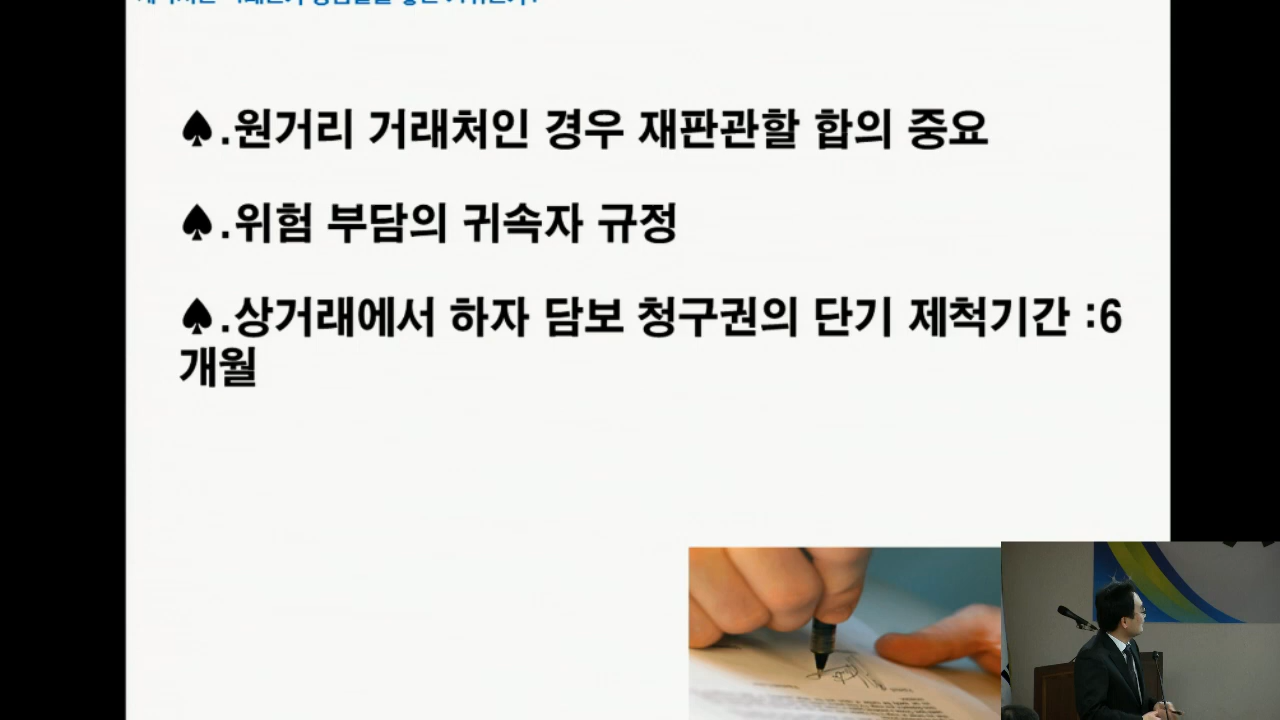 ♠.원거리 거래처인 경우 재판관할 합의 중요
♠.위험 부담의 귀속자 규정
♠.상거래에서 하자 담보 청구권의 단기 제척기간 :6
개월